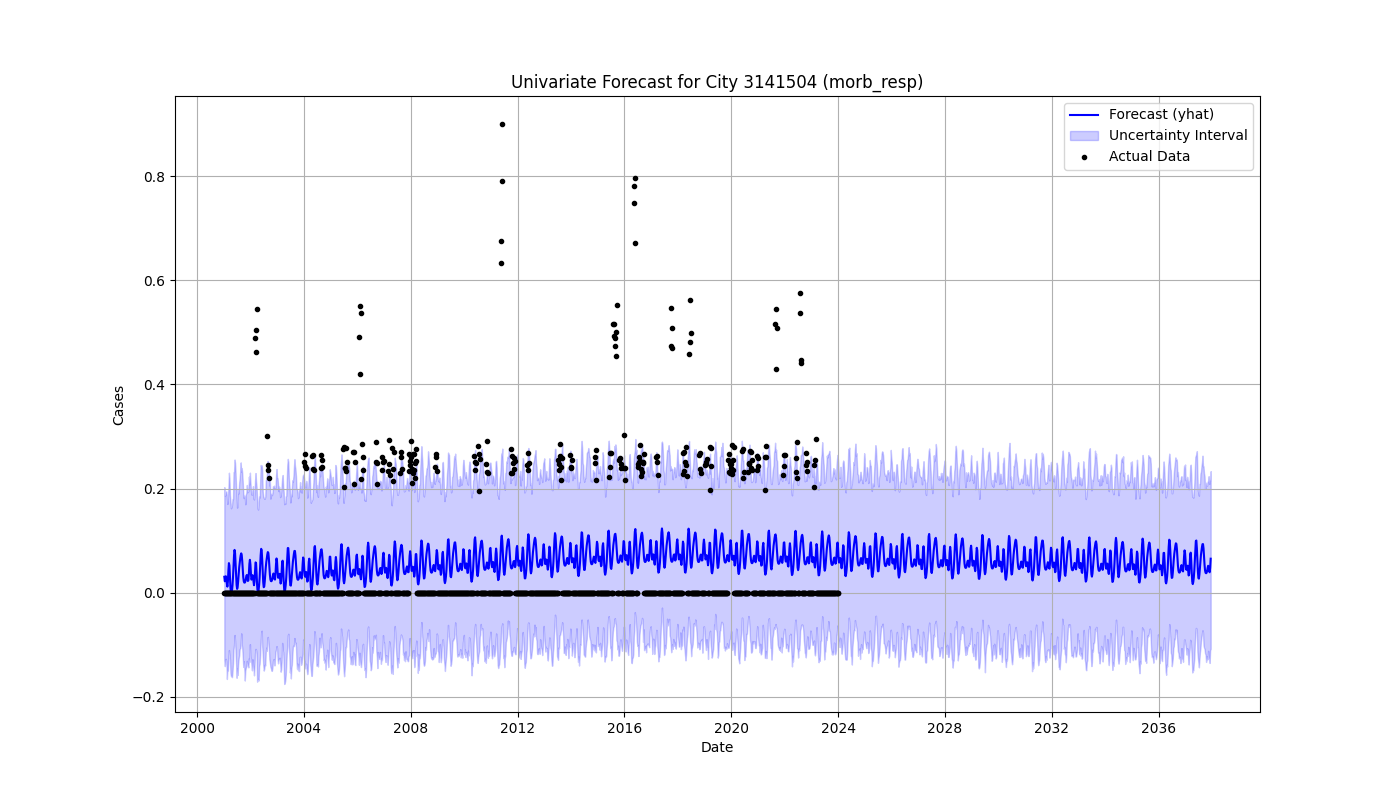 Univariate Forecast for City 3141504 (morb_resp)
Forecast (yhat)
Uncertainty Interval
Actual Data
Cases
0.8
0.6
0.4
0.2
0.0
−0.2
2000 2004 2008 2012 2016 2020 2024 2028 2032 2036
Date